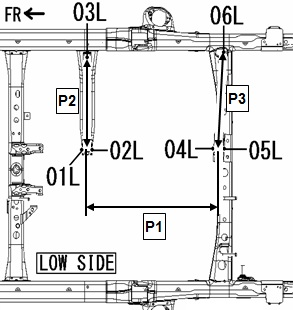 FR 03L 06L
P2 P3
02L 04L 05L
01L
P1
LOW SIDE